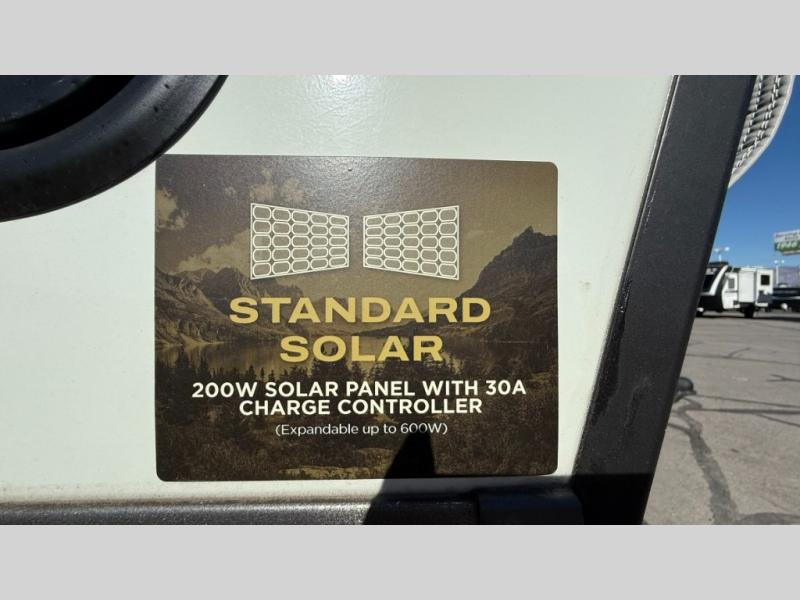 STANDARD
SOLAR
200W SOLAR PANEL WITH 30A
CHARGE CONTROLLER
(Expandable up to 600W)